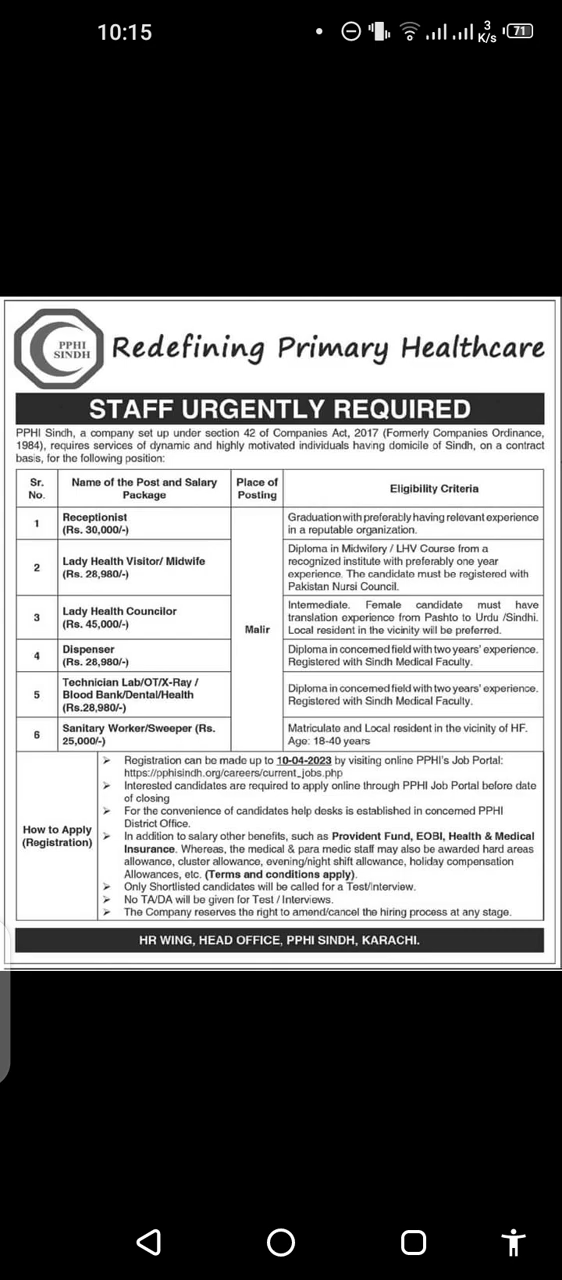 10:15
3
K/s
71
PPHI
SINDH
Redefining Primary Healthcare
STAFF URGENTLY REQUIRED
PPHI Sindh, a company set up under section 42 of Companies Act, 2017 (Formerly Companies Ordinance,
1984), requires services of dynamic and highly motivated individuals having domicile of Sindh, on a contract
basis, for the following position:
Sr.
No.
Name of the Post and Salary
Package
Place of
Posting
Eligibility Criteria
1
Receptionist
(Rs. 30,000/-)
Graduation with preferably having relevant experience
in a reputable organization.
2
Lady Health Visitor/ Midwife
(Rs. 28,980/-)
Diploma in Midwifery / LHV Course from a
recognized institute with preferably one year
experience. The candidate must be registered with
Pakistan Nursi Council.
3
Lady Health Councilor
(Rs. 45,000/-)
Malir
Intermediate. Female candidate must have
translation experience from Pashto to Urdu /Sindhi.
Local resident in the vicinity will be preferred.
4
Dispenser
(Rs. 28,980/-)
Diploma in concerned field with two years' experience.
Registered with Sindh Medical Faculty.
5
Technician Lab/OT/X-Ray /
Blood Bank/Dental/Health
(Rs.28,980/-)
Diploma in concerned field with two years' experience.
Registered with Sindh Medical Faculty.
6
Sanitary Worker/Sweeper (Rs.
25,000/-)
Matriculate and Local resident in the vicinity of HF.
Age: 18-40 years
How to Apply
(Registration)
➢ Registration can be made up to 10-04-2023 by visiting online PPHI's Job Portal:
https://pphisindh.org/careers/current_jobs.php
➢ Interested candidates are required to apply online through PPHI Job Portal before date
of closing
➢ For the convenience of candidates help desks is established in concerned PPHI
District Office.
➢ In addition to salary other benefits, such as Provident Fund, EOBI, Health & Medical
Insurance. Whereas, the medical & para medic staff may also be awarded hard areas
allowance, cluster allowance, evening/night shift allowance, holiday compensation
Allowances, etc. (Terms and conditions apply).
➢ Only Shortlisted candidates will be called for a Test/Interview.
➢ No TA/DA will be given for Test / Interviews.
➢ The Company reserves the right to amend/cancel the hiring process at any stage.
HR WING, HEAD OFFICE, PPHI SINDH, KARACHI.